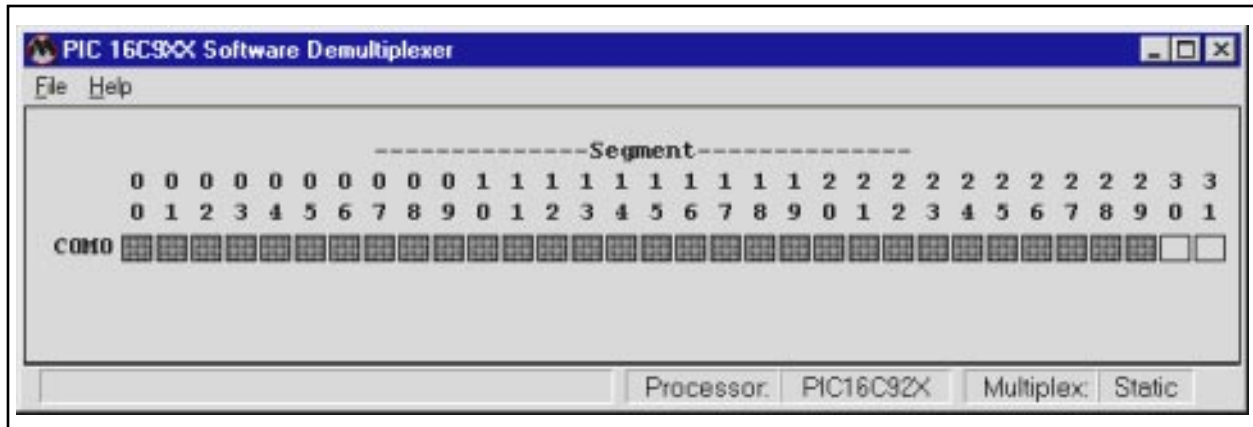 PIC 16C9XX Software Demultiplexer
File Help
---------------Segment---------------
0 0 0 0 0 0 0 0 0 0 1 1 1 1 1 1 1 1 1 1 2 2 2 2 2 2 2 2 2 2 3 3
0 1 2 3 4 5 6 7 8 9 0 1 2 3 4 5 6 7 8 9 0 1 2 3 4 5 6 7 8 9 0 1
COM0
Processor: PIC16C92X Multiplex: Static